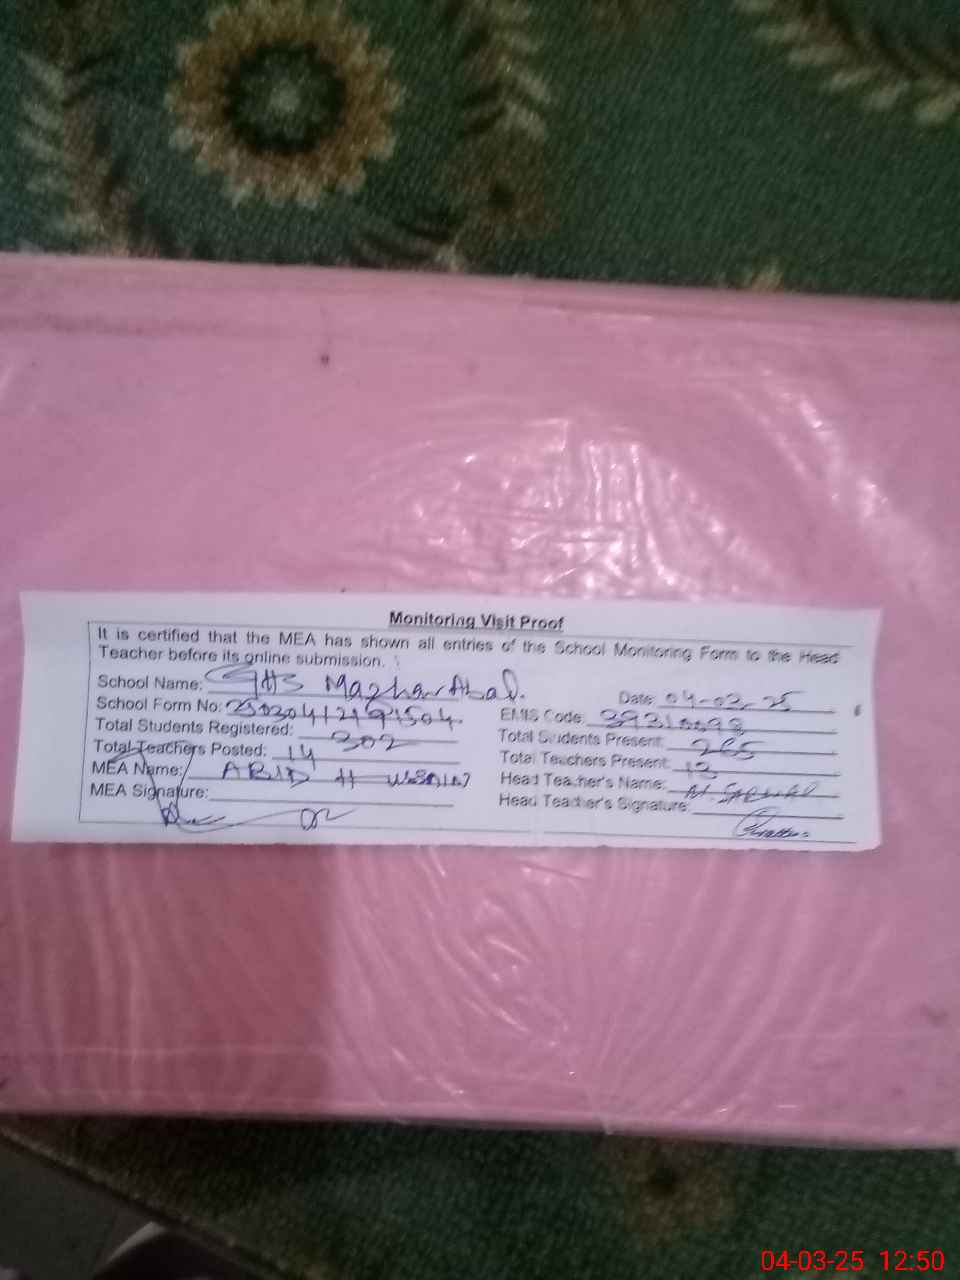 Monitoring Visit Proof
It is certified that the MEA has shown all entries of the School Monitoring Form to the Head
Teacher before its online submission.
School Name: GHS Mazhar Abad.
Date: 04-03-25
School Form No:
EMIS Code:
Total Students Registered: 302
Total Students Present: 265
Total Teachers Posted: 14
Total Teachers Present: 13
MEA Name: ABID H
Head Teacher's Name:
MEA Signature:
Head Teacher's Signature:
04-03-25 12:50